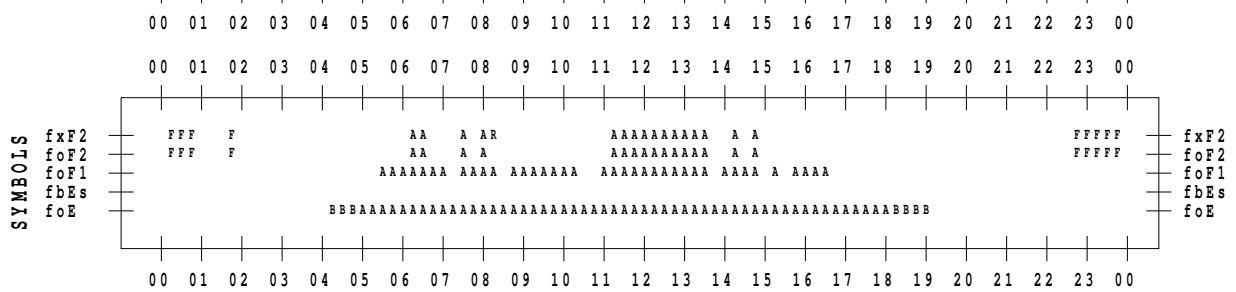 00 01 02 03 04 05 06 07 08 09 10 11 12 13 14 15 16 17 18 19 20 21 22 23 00
00 01 02 03 04 05 06 07 08 09 10 11 12 13 14 15 16 17 18 19 20 21 22 23 00
SYMBOLS
fxF2 FFF F AA A AR AAAAAAAAAA A A FFFFF fxF2
foF2 FFF F AA A A AAAAAAAAAA A A FFFFF foF2
foF1 AAAAAAA AAAA AAAAAAA AAAAAAAAAAA AAAA A AAAA foF1
fbEs fbEs
foE BBBAAAAAAAAAAAAAAAAAAAAAAAAAAAAAAAAAAAAAAAAAAAAAAAAAAAAABBBB foE
00 01 02 03 04 05 06 07 08 09 10 11 12 13 14 15 16 17 18 19 20 21 22 23 00